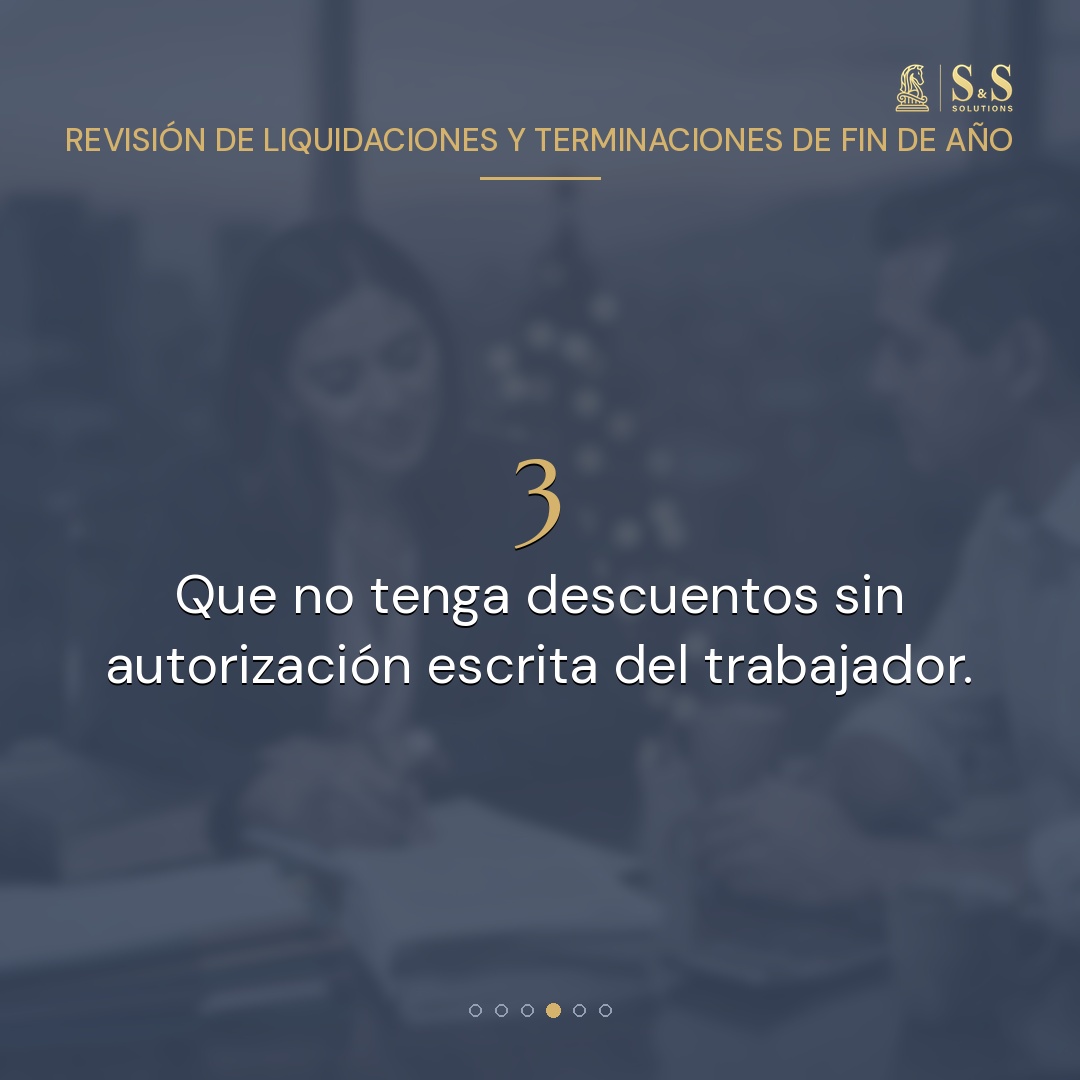 S&S
SOLUTIONS
REVISIÓN DE LIQUIDACIONES Y TERMINACIONES DE FIN DE AÑO
3
Que no tenga descuentos sin
autorización escrita del trabajador.